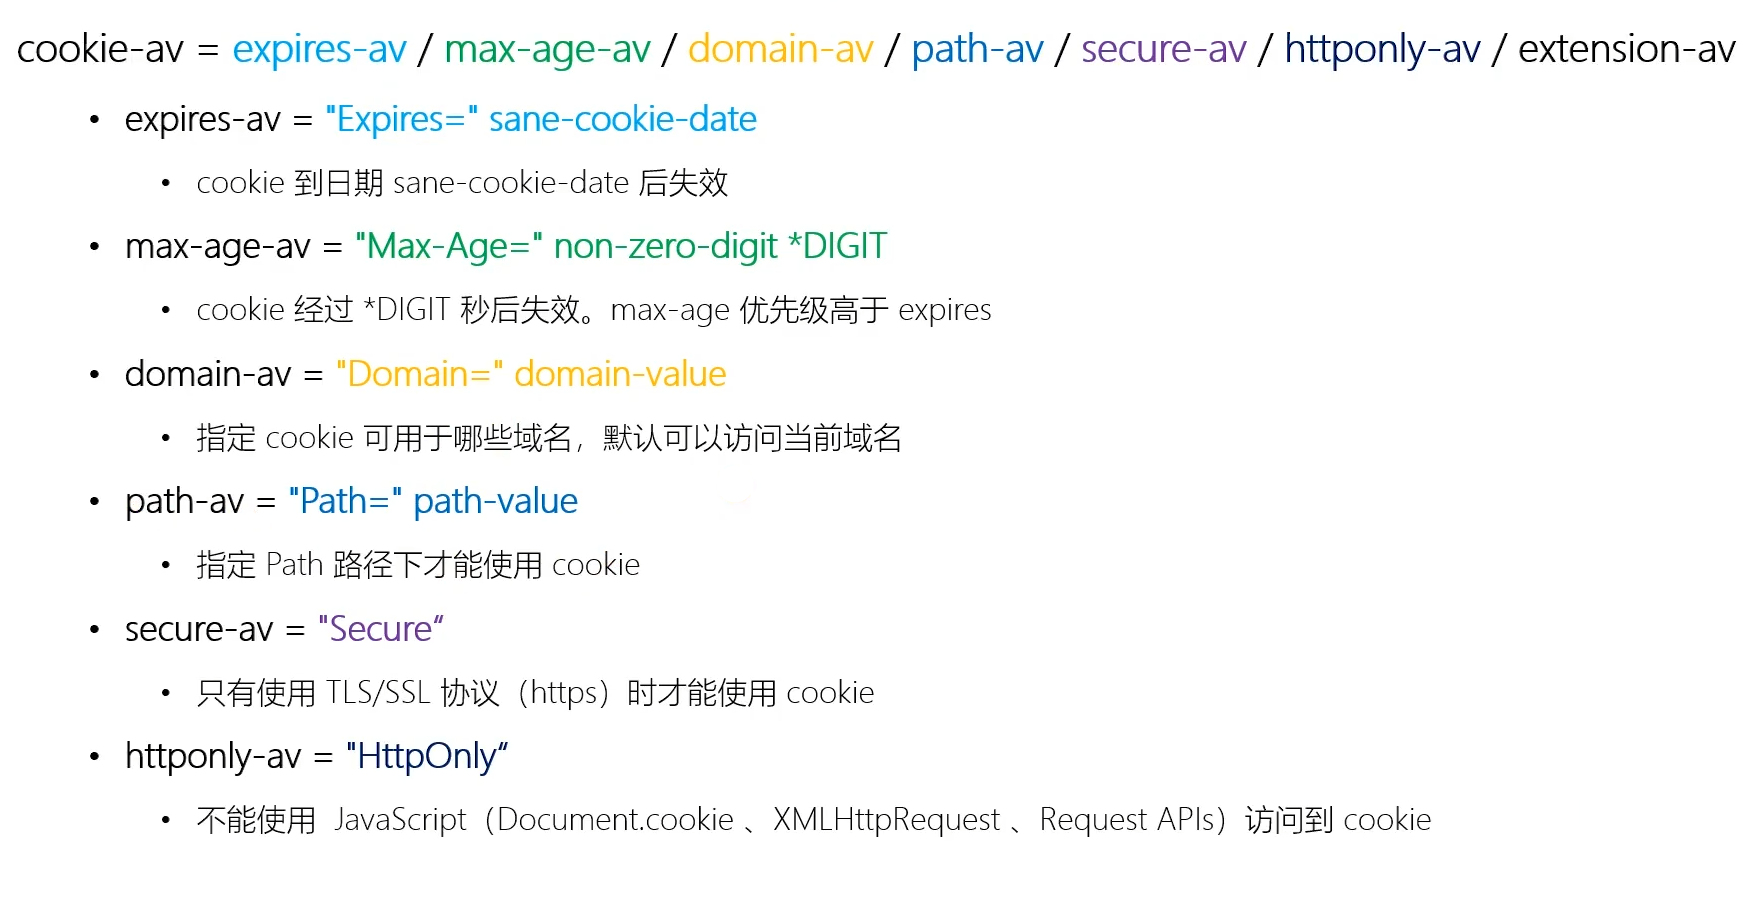 cookie-av = expires-av / max-age-av / domain-av / path-av / secure-av / httponly-av / extension-av
• expires-av = "Expires=" sane-cookie-date
• cookie 到日期 sane-cookie-date 后失效
• max-age-av = "Max-Age=" non-zero-digit *DIGIT
• cookie 经过 *DIGIT 秒后失效。max-age 优先级高于 expires
• domain-av = "Domain=" domain-value
• 指定 cookie 可用于哪些域名，默认可以访问当前域名
• path-av = "Path=" path-value
• 指定 Path 路径下才能使用 cookie
• secure-av = "Secure“
• 只有使用 TLS/SSL 协议（https）时才能使用 cookie
• httponly-av = "HttpOnly“
• 不能使用 JavaScript（Document.cookie 、XMLHttpRequest 、Request APIs）访问到 cookie